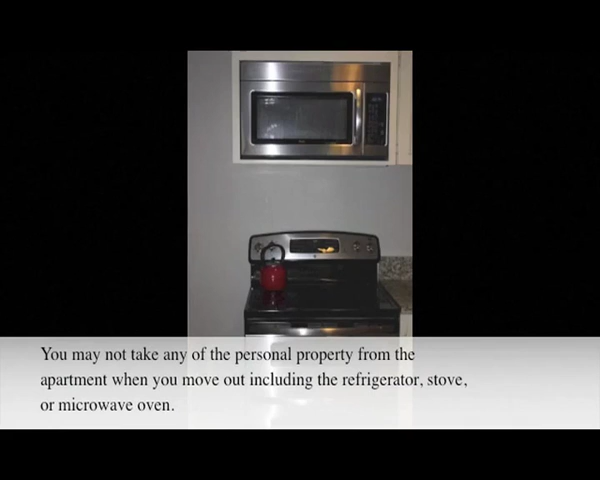 You may not take any of the personal property from the
apartment when you move out including the refrigerator, stove,
or microwave oven.